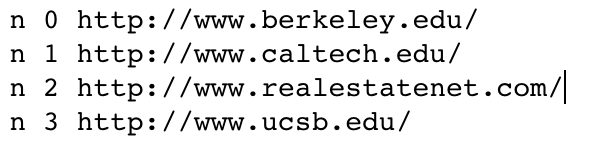 n 0 http://www.berkeley.edu/
n 1 http://www.caltech.edu/
n 2 http://www.realestatenet.com/
n 3 http://www.ucsb.edu/